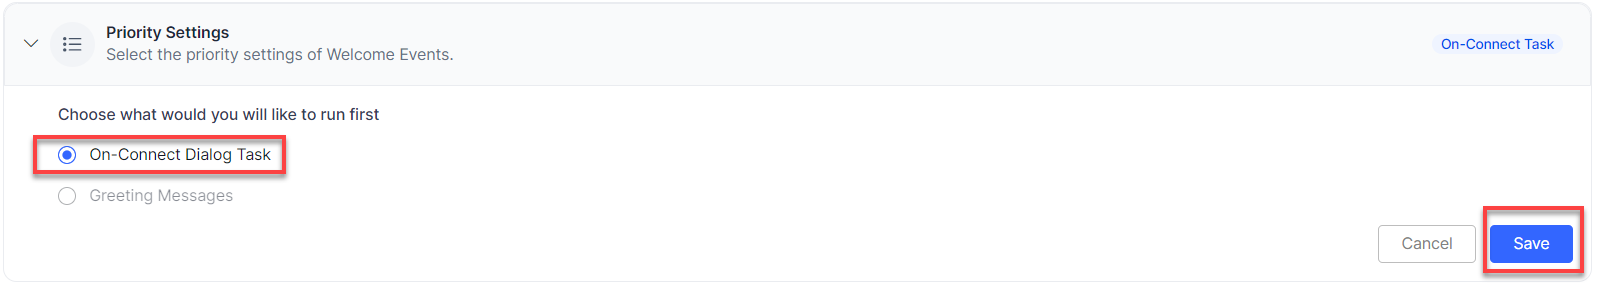 Priority Settings
Select the priority settings of Welcome Events.
On-Connect Task
Choose what would you will like to run first
On-Connect Dialog Task
Greeting Messages
Cancel
Save